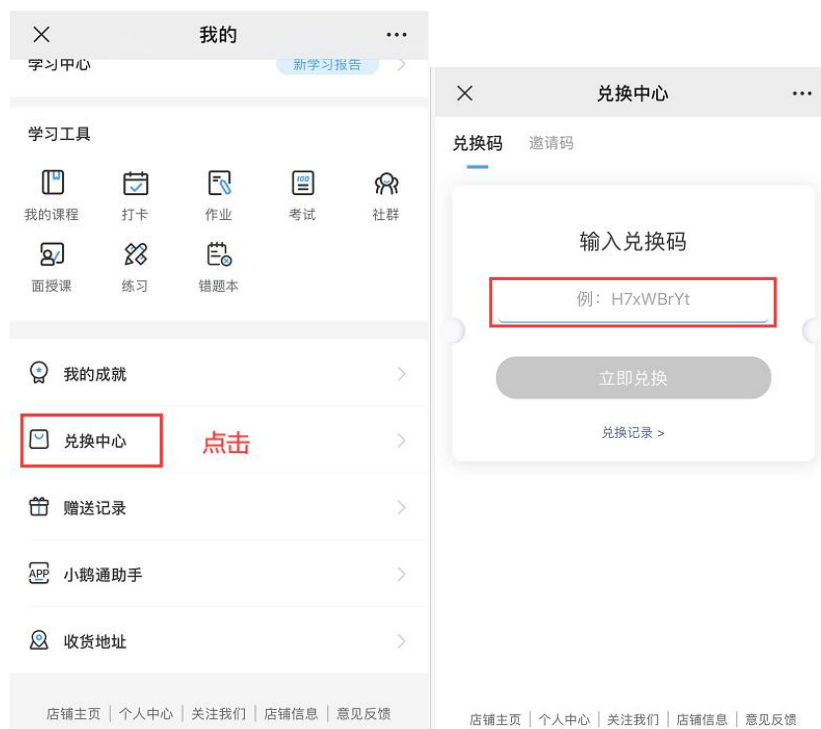 我的
学习中心 新学习报告
学习工具
我的课程 打卡 作业 考试 社群
面授课 练习 错题本
我的成就
兑换中心 点击
赠送记录
APP 小鹅通助手
收货地址
店铺主页 | 个人中心 | 关注我们 | 店铺信息 | 意见反馈
兑换中心
兑换码 邀请码
输入兑换码
例：H7xWBrYt
立即兑换
兑换记录 >
店铺主页 | 个人中心 | 关注我们 | 店铺信息 | 意见反馈